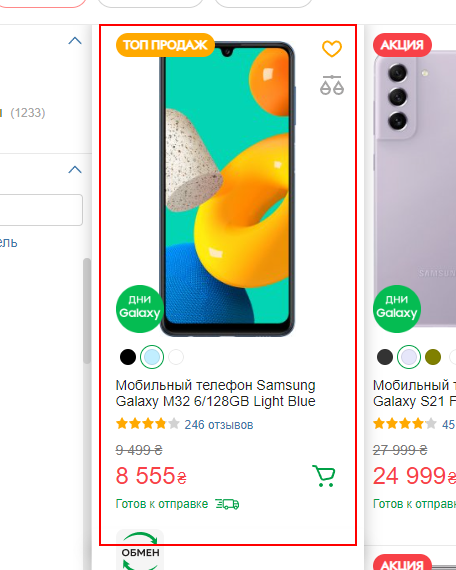 ТОП ПРОДАЖ
АКЦИЯ
(1233)
ель
ДНИ
Galaxy
ДНИ
Galaxy
SAMSUNG
Мобильный телефон Samsung
Galaxy M32 6/128GB Light Blue
246 отзывов
9 499 ₴
8 555₴
Готов к отправке
ОБМЕН
Мобильный
Galaxy S21 F
45
27 999 ₴
24 999₴
Готов к отправк
АКЦИЯ